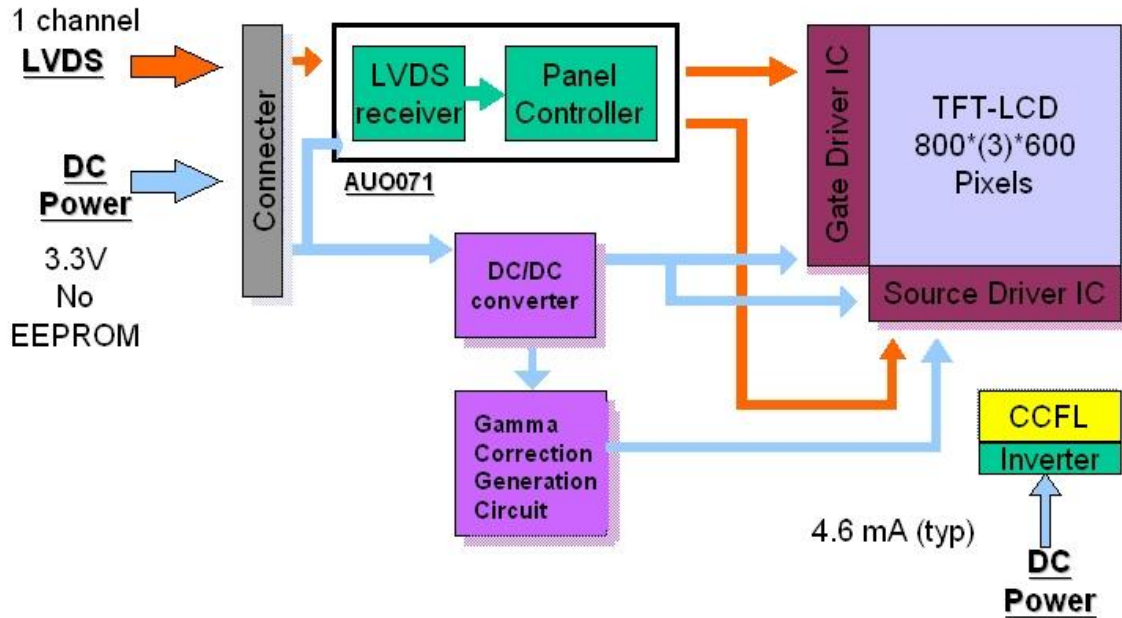 1 channel
LVDS
DC
Power
3.3V
No
EEPROM
Connecter
LVDS
receiver
Panel
Controller
AUO071
DC/DC
converter
Gamma
Correction
Generation
Circuit
Gate Driver IC
TFT-LCD
800*(3)*600
Pixels
Source Driver IC
CCFL
Inverter
4.6 mA (typ)
DC
Power